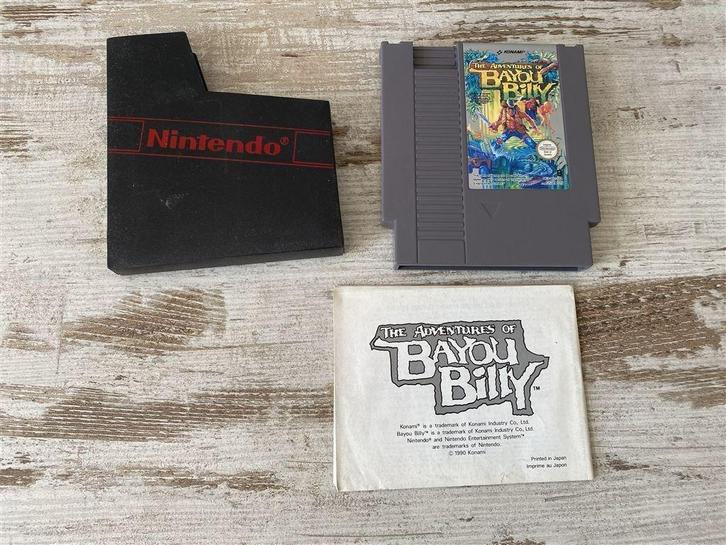 Nintendo®
KONAMI
THE ADVENTURES OF
BAYOU
Billy
THE ADVENTURES OF
BAYOU
Billy™
Konami® is a trademark of Konami Industry Co., Ltd.
Bayou Billy™ is a trademark of Konami Industry Co., Ltd.
Nintendo® and Nintendo Entertainment System™
are trademarks of Nintendo.
© 1990 Konami
Printed in Japan
Imprimé au Japon